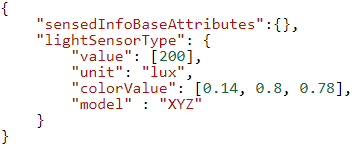 {
    "sensedInfoBaseAttributes":{},
    "lightSensorType": {
        "value": [200],
        "unit": "lux",
        "colorValue": [0.14, 0.8, 0.78],
        "model" : "XYZ"
    }
}